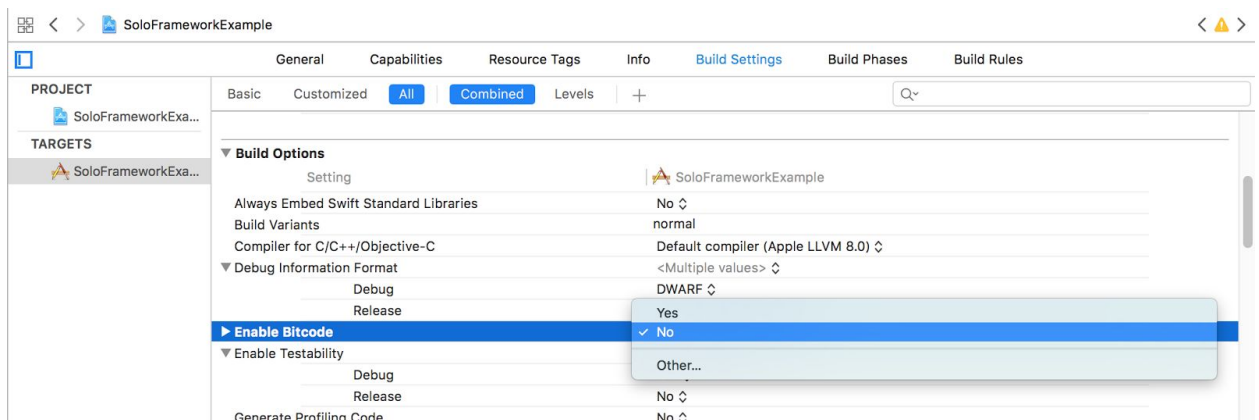 SoloFrameworkExample
General Capabilities Resource Tags Info Build Settings Build Phases Build Rules
PROJECT
Basic Customized All Combined Levels +
SoloFrameworkExa...
TARGETS
SoloFrameworkExa...
Build Options
Setting SoloFrameworkExample
Always Embed Swift Standard Libraries No
Build Variants normal
Compiler for C/C++/Objective-C Default compiler (Apple LLVM 8.0)
Debug Information Format <Multiple values>
Debug DWARF
Release
Yes
Enable Bitcode No
Enable Testability
Other...
Debug
Release No
Generate Profiling Code No